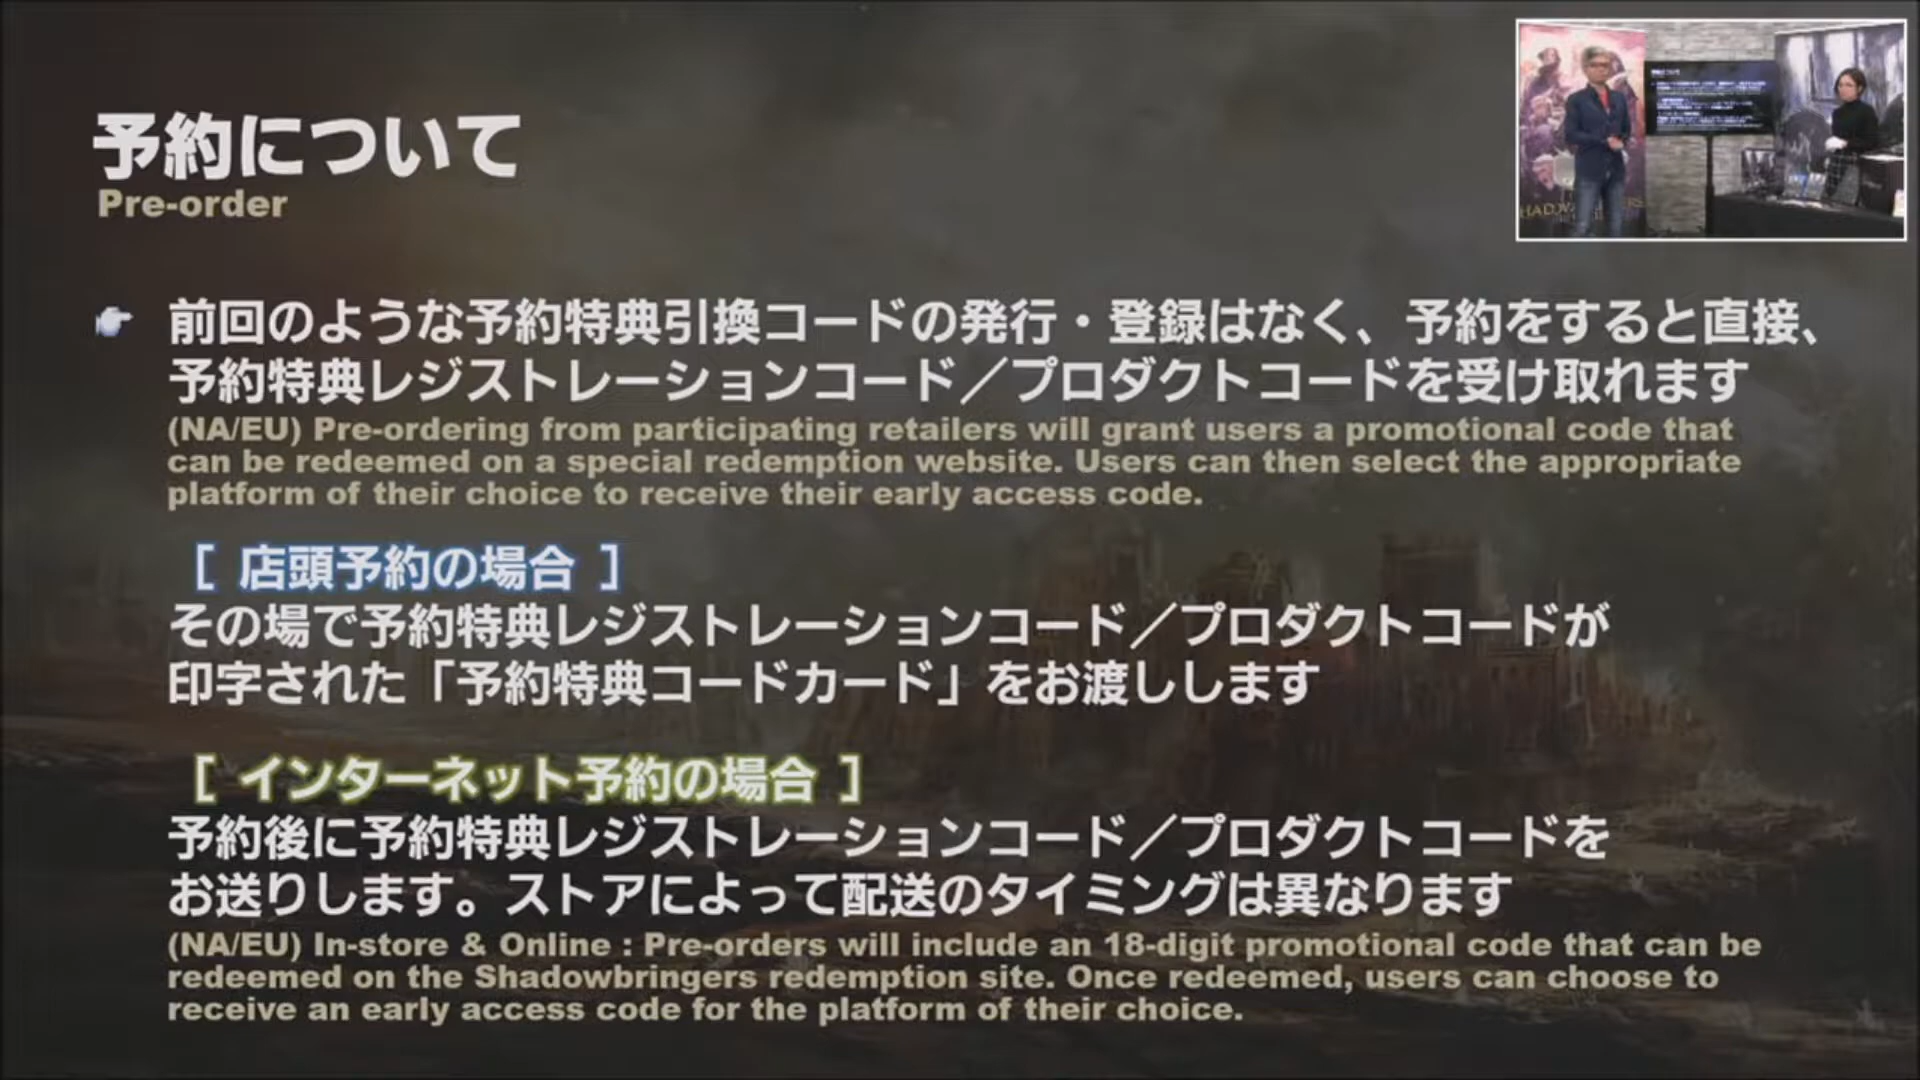 予約について
Pre-order
前回のような予約特典引換コードの発行・登録はなく、予約をすると直接、
予約特典レジストレーションコード／プロダクトコードを受け取れます
(NA/EU) Pre-ordering from participating retailers will grant users a promotional code that
can be redeemed on a special redemption website. Users can then select the appropriate
platform of their choice to receive their early access code.
[ 店頭予約の場合 ]
その場で予約特典レジストレーションコード／プロダクトコードが
印字された「予約特典コードカード」をお渡しします
[ インターネット予約の場合 ]
予約後に予約特典レジストレーションコード／プロダクトコードを
お送りします。ストアによって配送のタイミングは異なります
(NA/EU) In-store & Online : Pre-orders will include an 18-digit promotional code that can be
redeemed on the Shadowbringers redemption site. Once redeemed, users can choose to
receive an early access code for the platform of their choice.